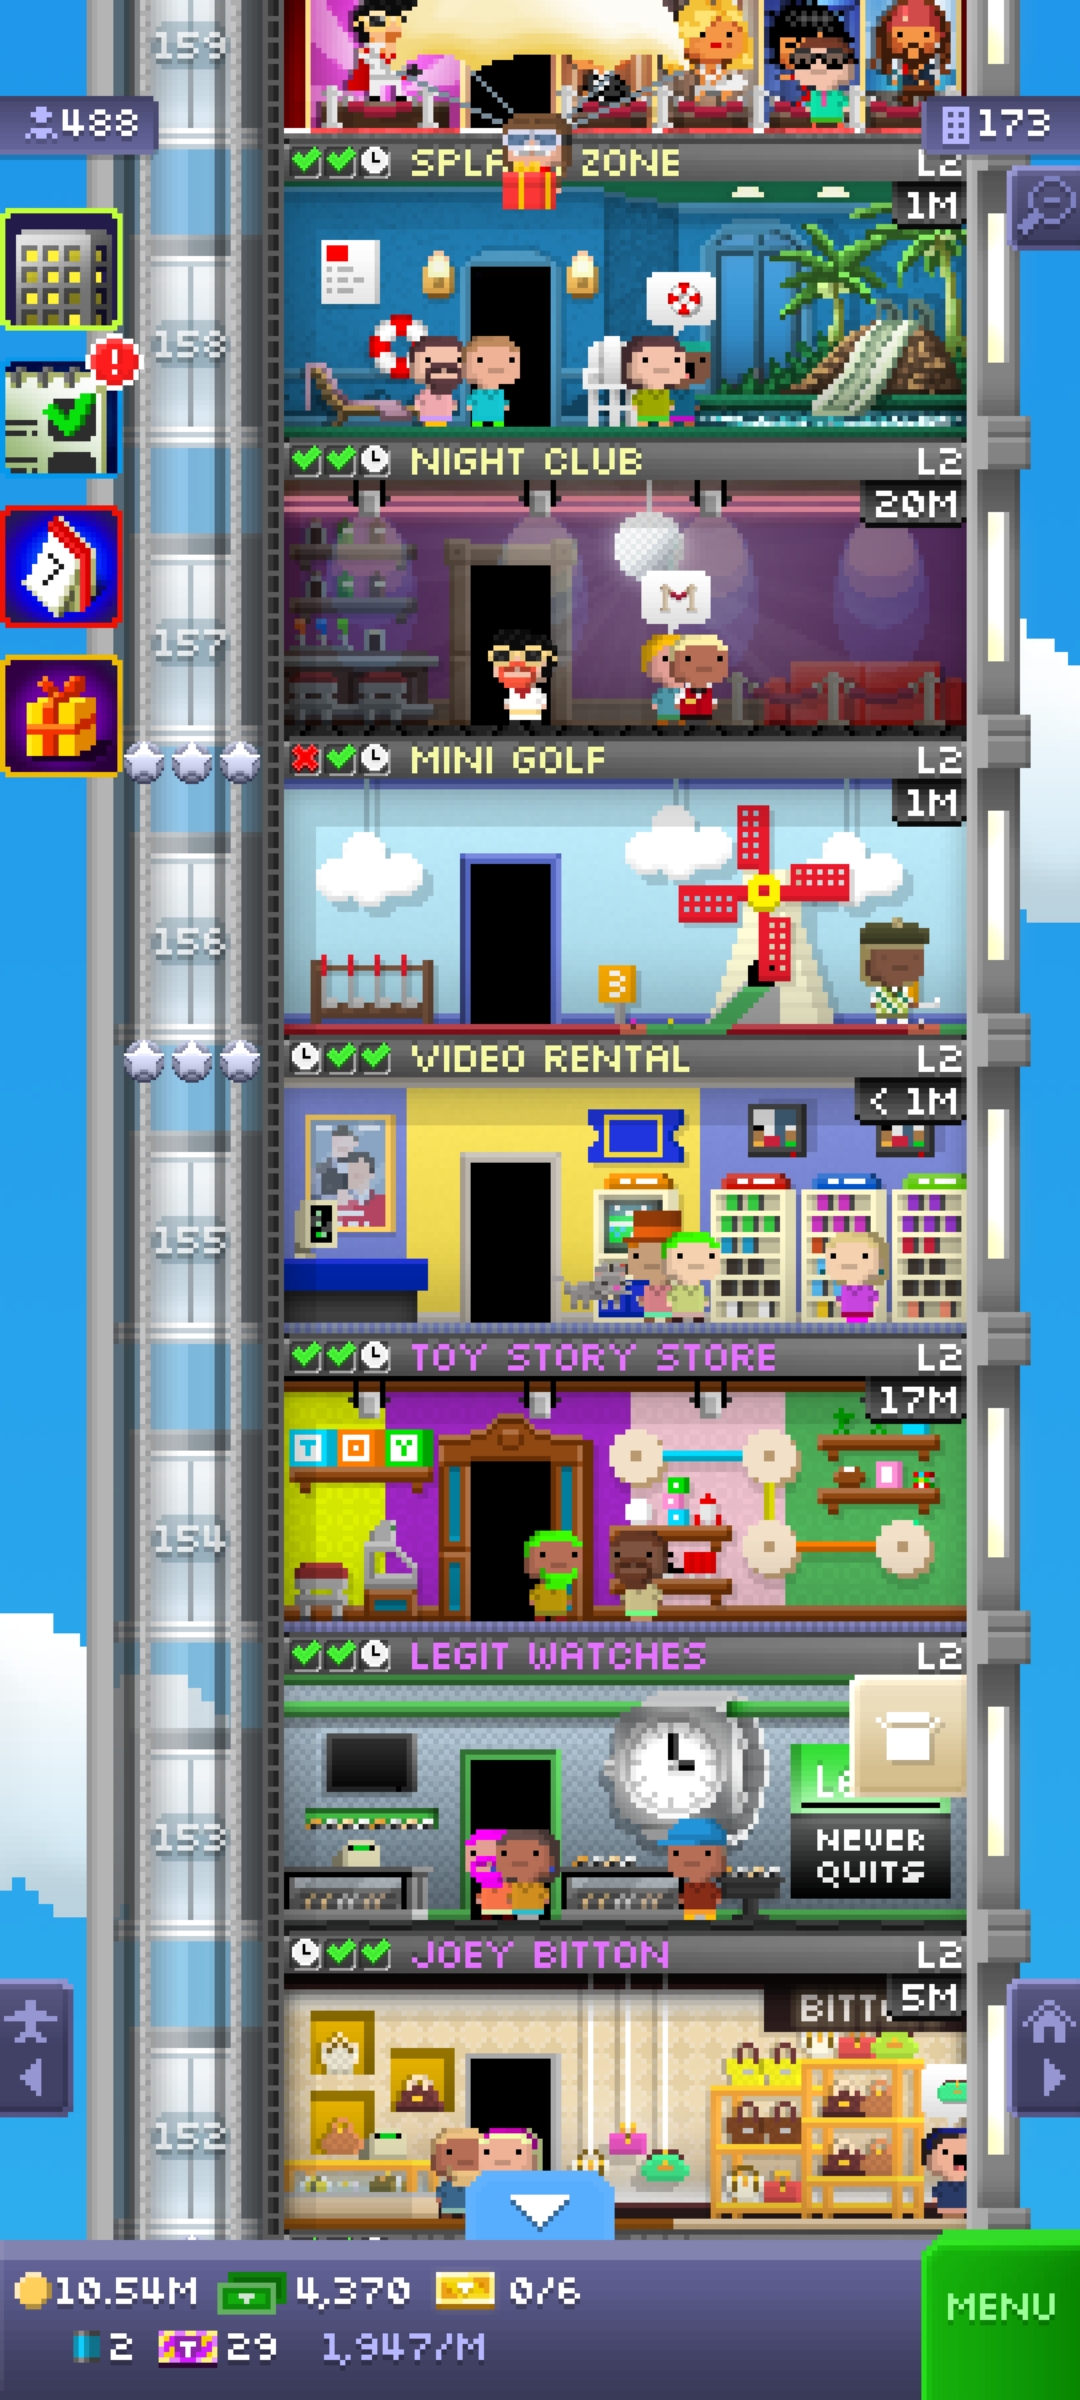 159
488
173
SPLA ZONE
L2
1M
158
NIGHT CLUB
L2
20M
157
MINI GOLF
L2
1M
156
3
VIDEO RENTAL
L2
< 1M
155
TOY STORY STORE
L2
17M
TOY
154
LEGIT WATCHES
L2
NEVER
QUITS
153
JOEY BITTON
L2
5M
BITT
152
10.54M
4,370
0/6
2
29
1,947/M
MENU